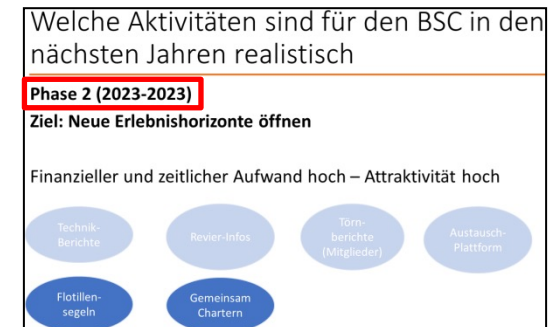 Welche Aktivitäten sind für den BSC in den
nächsten Jahren realistisch
Phase 2 (2023-2023)
Ziel: Neue Erlebnishorizonte öffnen
Finanzieller und zeitlicher Aufwand hoch – Attraktivität hoch
Technik-
Berichte
Revier-Infos
Törn-
berichte
(Mitglieder)
Austausch-
Plattform
Flotillen-
segeln
Gemeinsam
Chartern